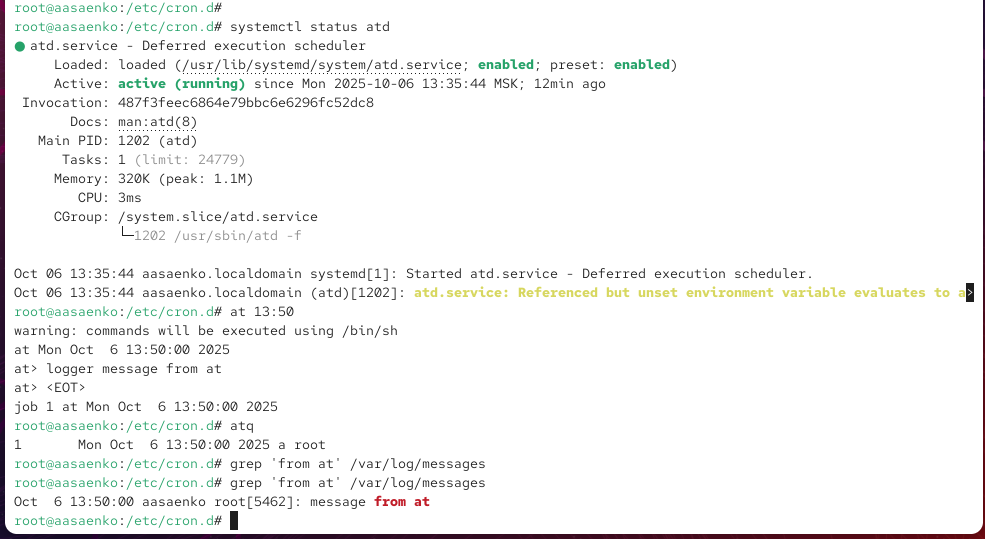 root@aasaenko:/etc/cron.d#
root@aasaenko:/etc/cron.d# systemctl status atd
● atd.service - Deferred execution scheduler
     Loaded: loaded (/usr/lib/systemd/system/atd.service; enabled; preset: enabled)
     Active: active (running) since Mon 2025-10-06 13:35:44 MSK; 12min ago
 Invocation: 487f3feec6864e79bbc6e6296fc52dc8
       Docs: man:atd(8)
   Main PID: 1202 (atd)
      Tasks: 1 (limit: 24779)
     Memory: 320K (peak: 1.1M)
        CPU: 3ms
     CGroup: /system.slice/atd.service
             └─1202 /usr/sbin/atd -f
Oct 06 13:35:44 aasaenko.localdomain systemd[1]: Started atd.service - Deferred execution scheduler.
Oct 06 13:35:44 aasaenko.localdomain (atd)[1202]: atd.service: Referenced but unset environment variable evaluates to a>
root@aasaenko:/etc/cron.d# at 13:50
warning: commands will be executed using /bin/sh
at Mon Oct  6 13:50:00 2025
at> logger message from at
at> <EOT>
job 1 at Mon Oct  6 13:50:00 2025
root@aasaenko:/etc/cron.d# atq
1       Mon Oct  6 13:50:00 2025 a root
root@aasaenko:/etc/cron.d# grep 'from at' /var/log/messages
root@aasaenko:/etc/cron.d# grep 'from at' /var/log/messages
Oct  6 13:50:00 aasaenko root[5462]: message from at
root@aasaenko:/etc/cron.d#